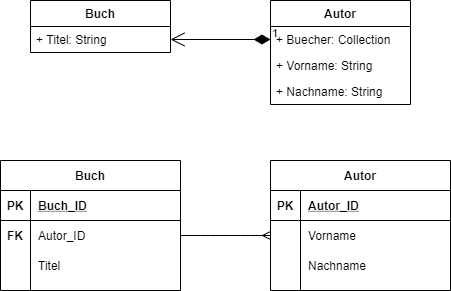 Buch
+ Titel: String
Autor
1
+ Buecher: Collection
+ Vorname: String
+ Nachname: String
Buch
PK Buch_ID
FK Autor_ID
Titel
Autor
PK Autor_ID
Vorname
Nachname